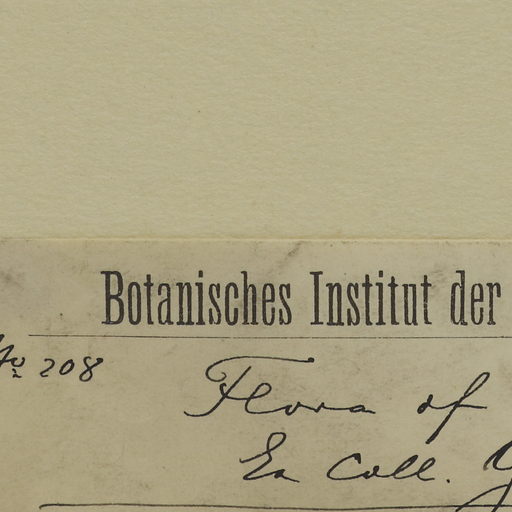 Botanisches Institut der
No 208
Flora of
Ex Coll.